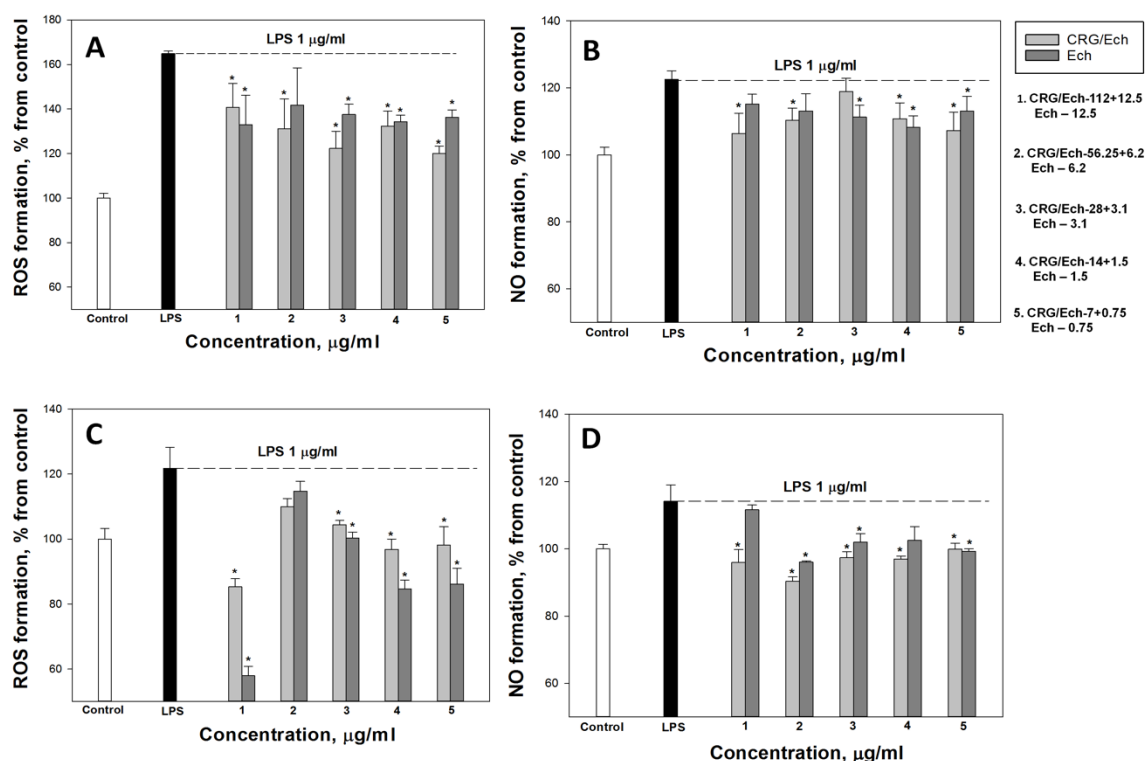 A
LPS 1 μg/ml
ROS formation, % from control
180
160
140
120
100
80
60
* * * * * * * * *
Control LPS 1 2 3 4 5
Concentration, μg/ml
B
LPS 1 μg/ml
NO formation, % from control
140
120
100
80
60
* * * * * * *
Control LPS 1 2 3 4 5
Concentration, μg/ml
CRG/Ech
Ech
1. CRG/Ech-112+12.5
Ech – 12.5
2. CRG/Ech-56.25+6.2
Ech – 6.2
3. CRG/Ech-28+3.1
Ech – 3.1
4. CRG/Ech-14+1.5
Ech – 1.5
5. CRG/Ech-7+0.75
Ech – 0.75
C
LPS 1 μg/ml
ROS formation, % from control
140
120
100
80
60
* * * * * * * *
Control LPS 1 2 3 4 5
Concentration, μg/ml
D
LPS 1 μg/ml
NO formation, % from control
140
120
100
80
60
* * * * * * * *
Control LPS 1 2 3 4 5
Concentration, μg/ml